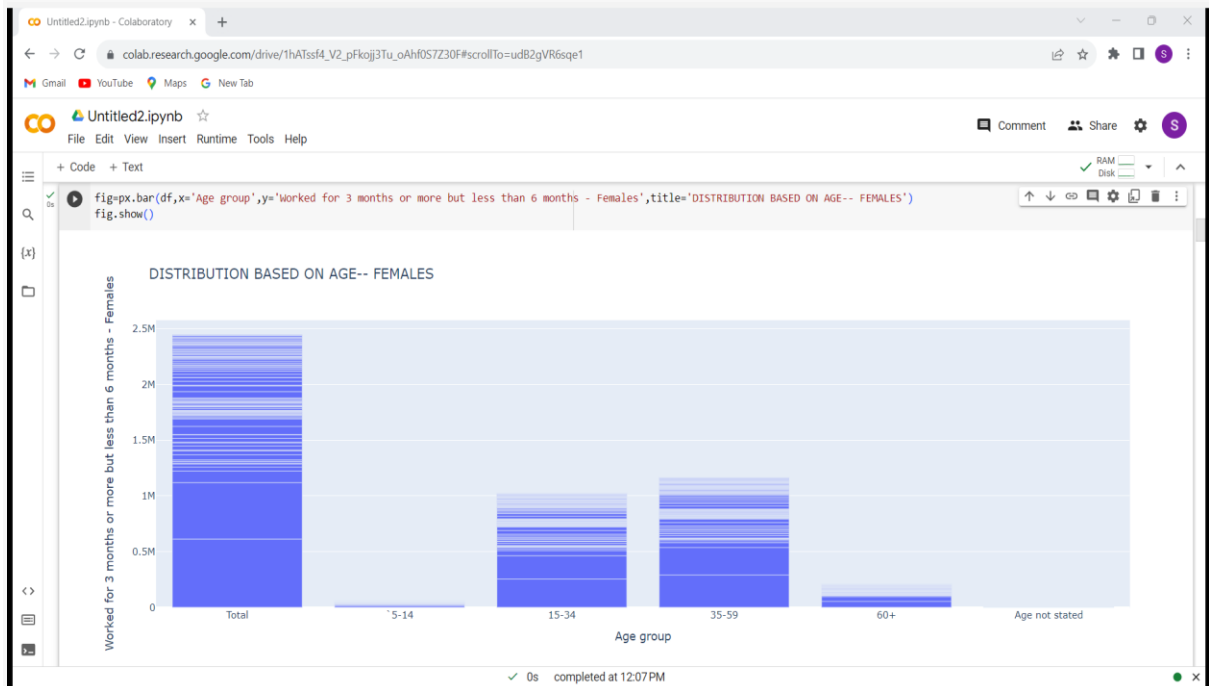 Untitled2.ipynb - Colaboratory
colab.research.google.com/drive/1hATssf4_V2_pFkojj3Tu_oAhf0S7Z30F#scrollTo=udB2gVR6sqe1
S
Gmail YouTube Maps New Tab
Untitled2.ipynb
Comment Share S
File Edit View Insert Runtime Tools Help
+ Code + Text
RAM
Disk
0s
fig=px.bar(df,x='Age group',y='Worked for 3 months or more but less than 6 months - Females',title='DISTRIBUTION BASED ON AGE-- FEMALES')
fig.show()
{x}
DISTRIBUTION BASED ON AGE-- FEMALES
Worked for 3 months or more but less than 6 months - Females
2.5M
2M
1.5M
1M
0.5M
0
Total `5-14 15-34 35-59 60+ Age not stated
Age group
0s completed at 12:07 PM